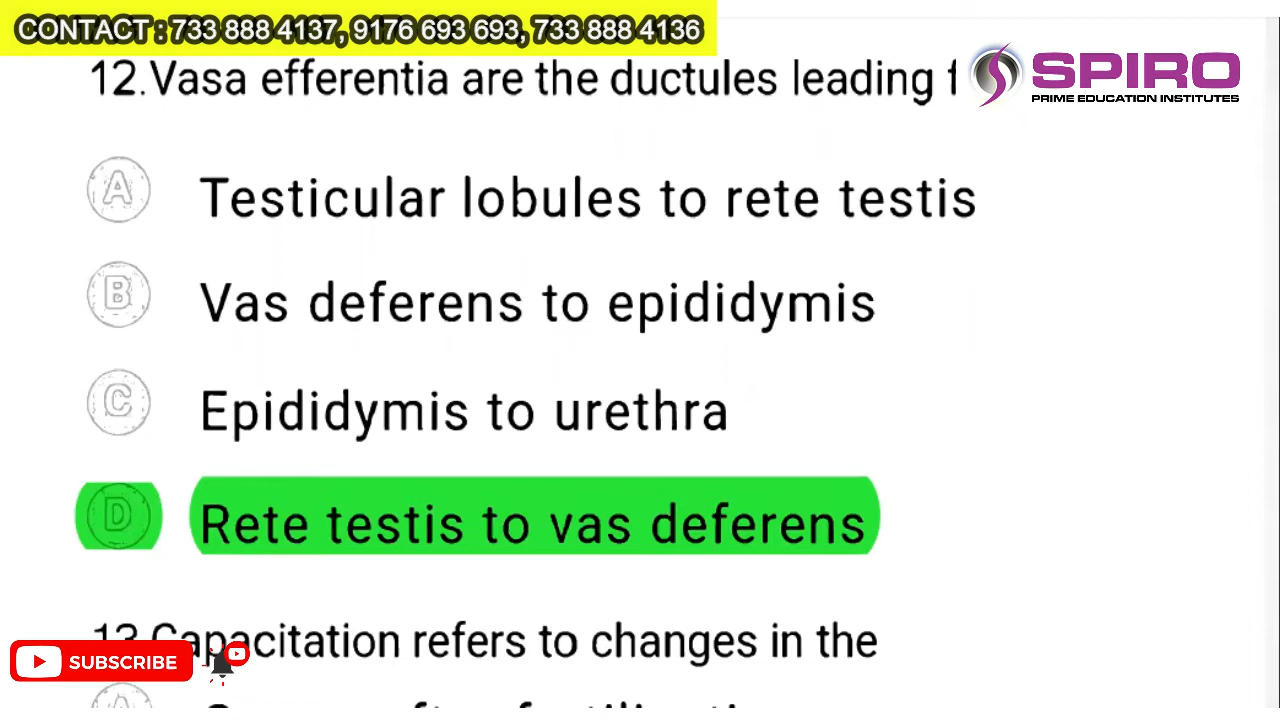 CONTACT : 733 888 4137, 9176 693 693, 733 888 4136
SPIRO
PRIME EDUCATION INSTITUTES
12.Vasa efferentia are the ductules leading f
A Testicular lobules to rete testis
B Vas deferens to epididymis
C Epididymis to urethra
D Rete testis to vas deferens
13.Capacitation refers to changes in the
SUBSCRIBE